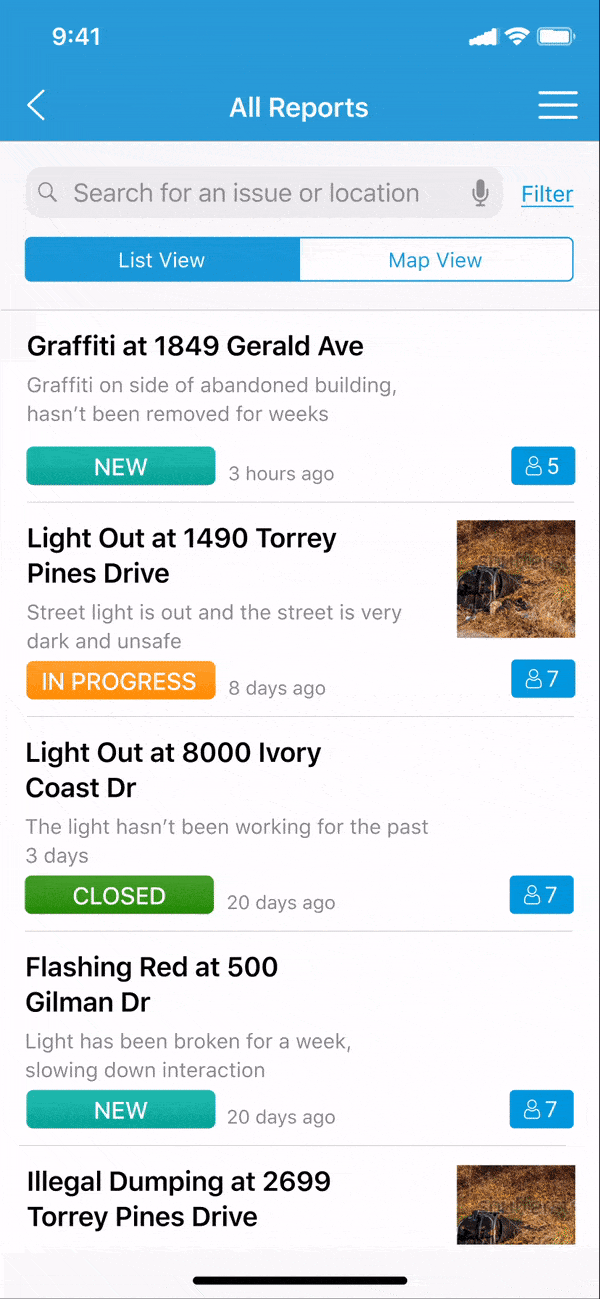 9:41
All Reports
Search for an issue or location
Filter
List View
Map View
Graffiti at 1849 Gerald Ave
Graffiti on side of abandoned building,
hasn’t been removed for weeks
NEW
3 hours ago
5
Light Out at 1490 Torrey
Pines Drive
Street light is out and the street is very
dark and unsafe
IN PROGRESS
8 days ago
7
Light Out at 8000 Ivory
Coast Dr
The light hasn’t been working for the past
3 days
CLOSED
20 days ago
7
Flashing Red at 500
Gilman Dr
Light has been broken for a week,
slowing down interaction
NEW
20 days ago
7
Illegal Dumping at 2699
Torrey Pines Drive